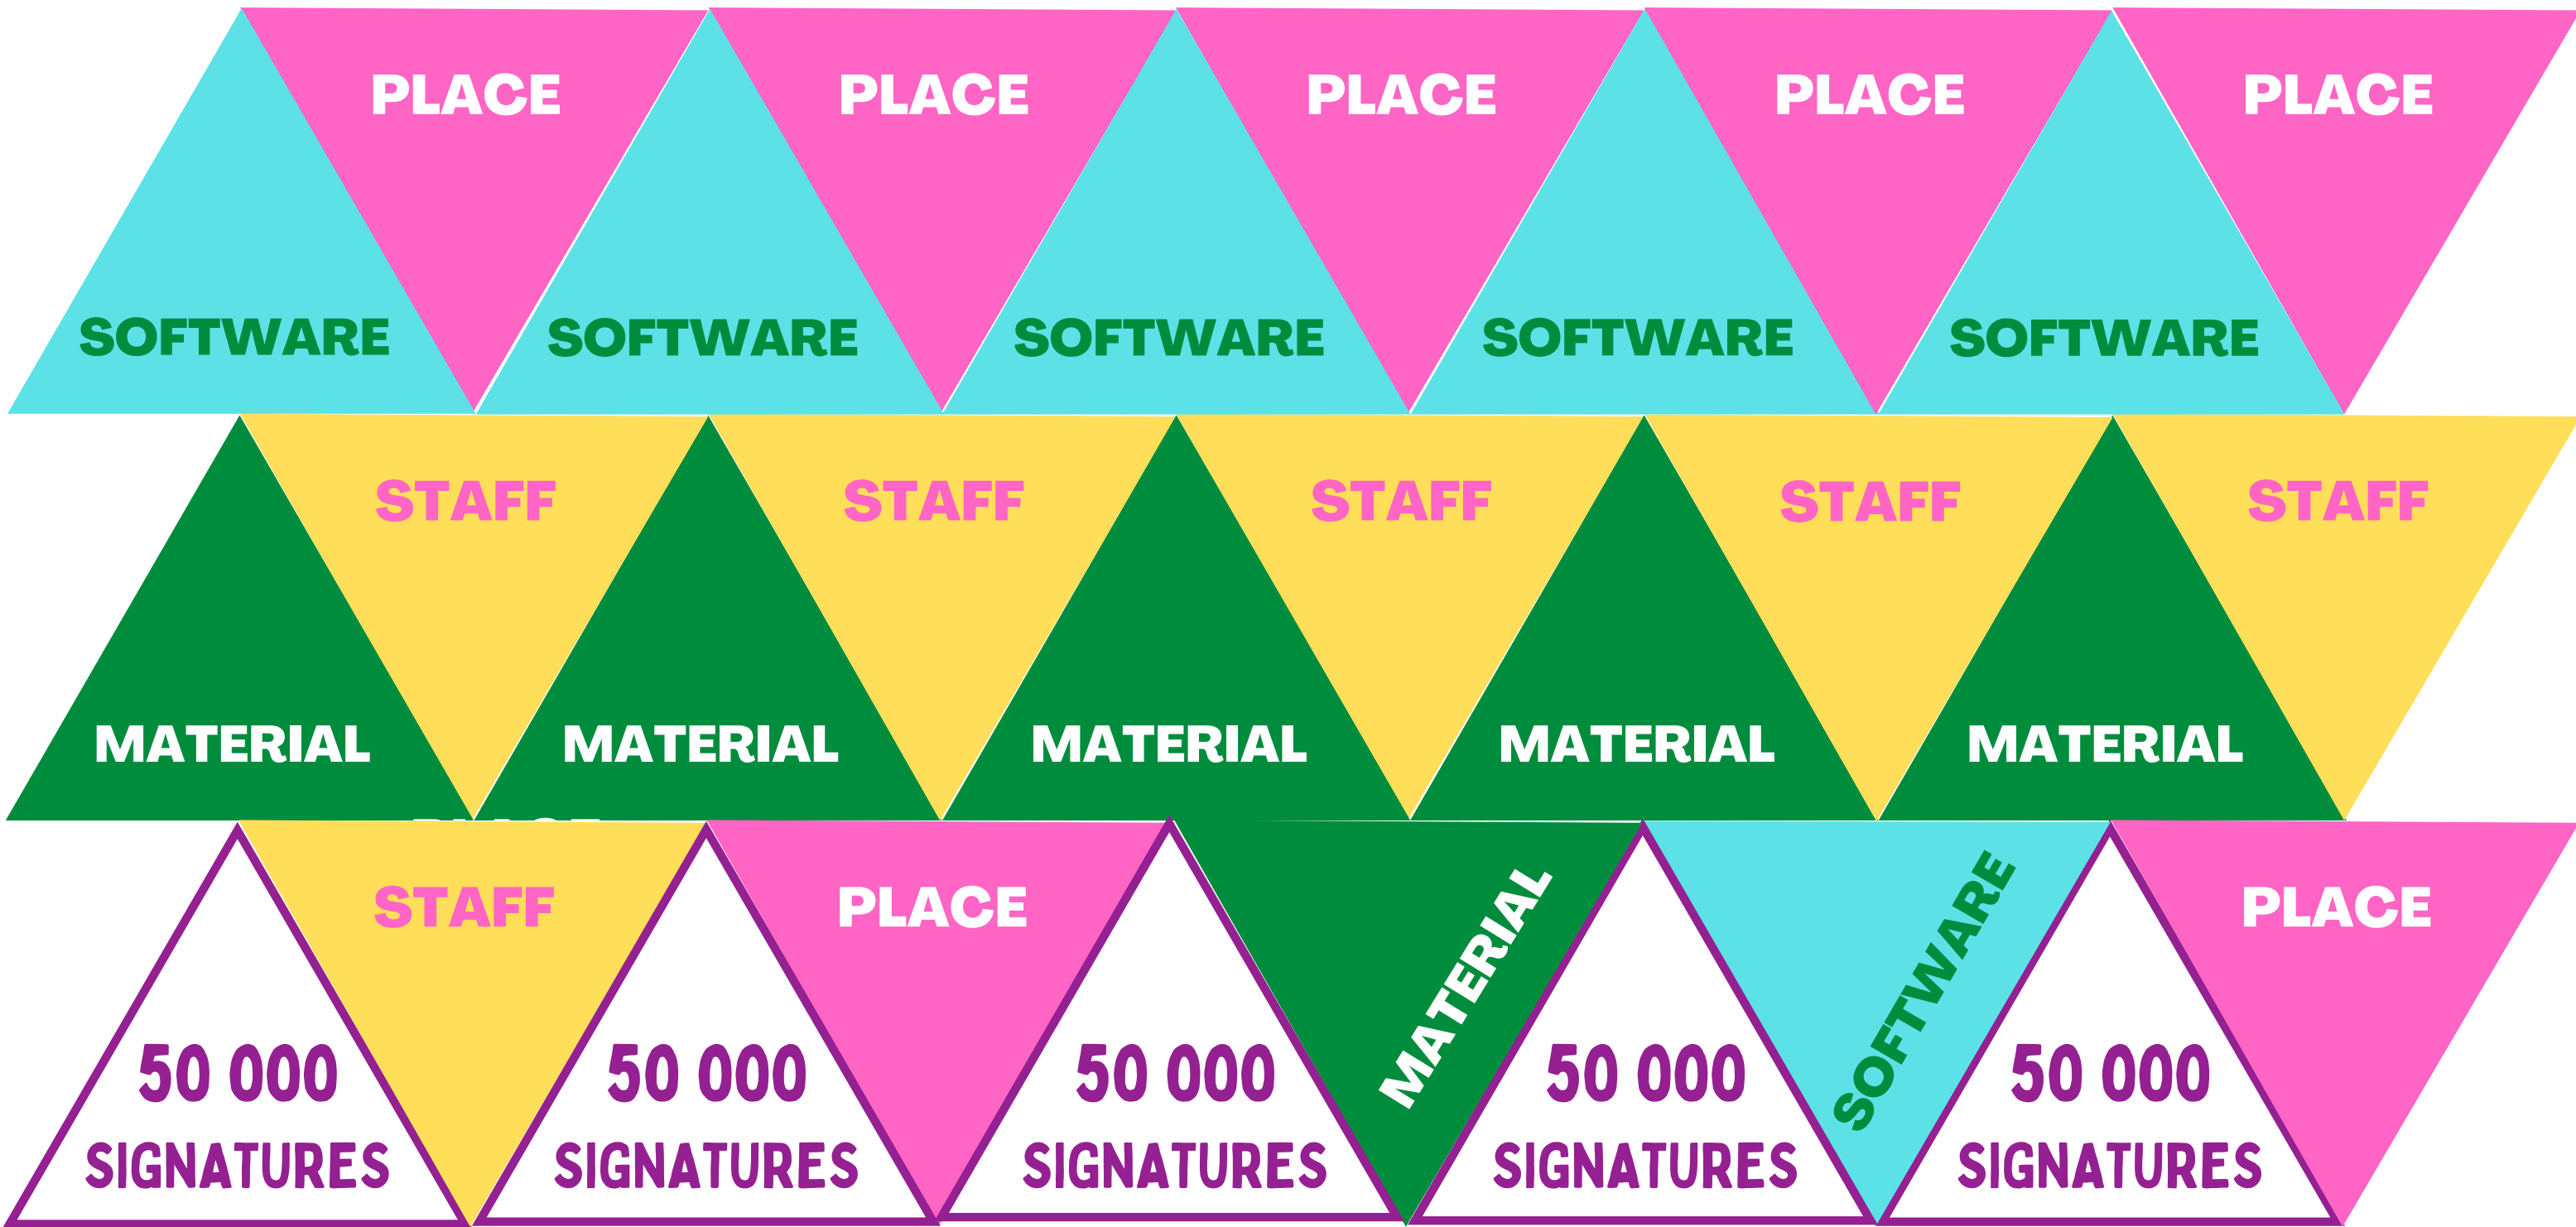 PLACE PLACE PLACE PLACE PLACE
SOFTWARE SOFTWARE SOFTWARE SOFTWARE SOFTWARE
STAFF STAFF STAFF STAFF STAFF
MATERIAL MATERIAL MATERIAL MATERIAL MATERIAL
STAFF PLACE MATERIAL SOFTWARE PLACE
50 000 50 000 50 000 50 000 50 000
SIGNATURES SIGNATURES SIGNATURES SIGNATURES SIGNATURES